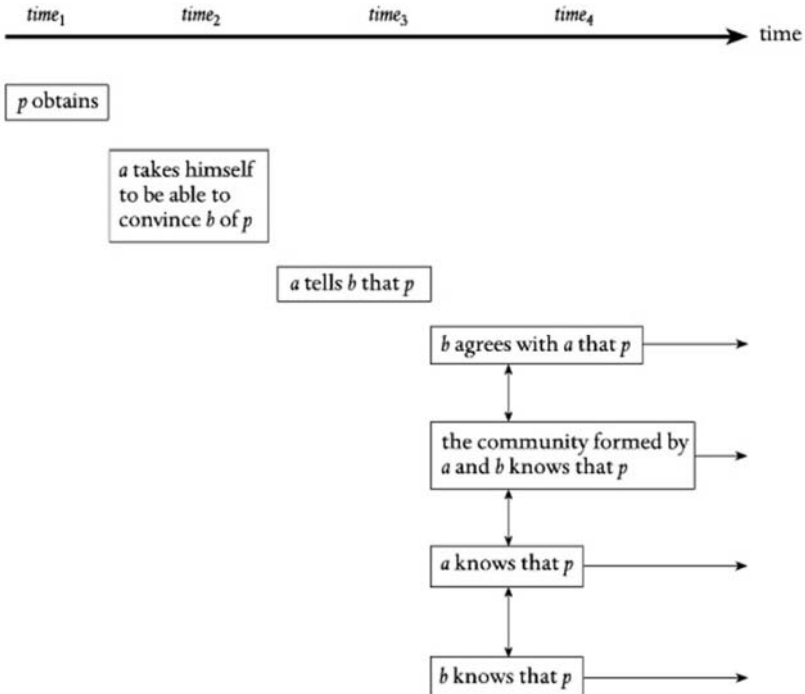 time₁ time₂ time₃ time₄
time
p obtains
a takes himself
to be able to
convince b of p
a tells b that p
b agrees with a that p
the community formed by
a and b knows that p
a knows that p
b knows that p